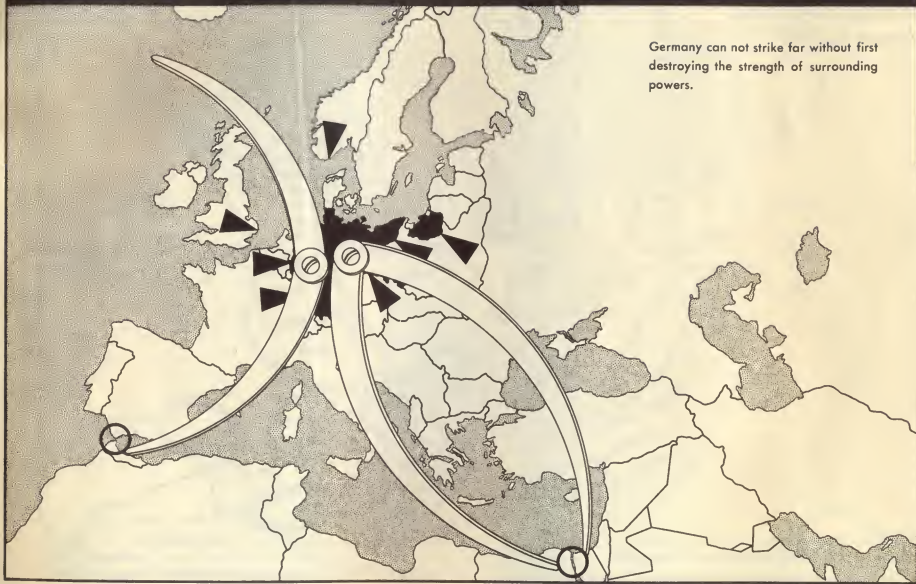 Germany can not strike far without first
destroying the strength of surrounding
powers.